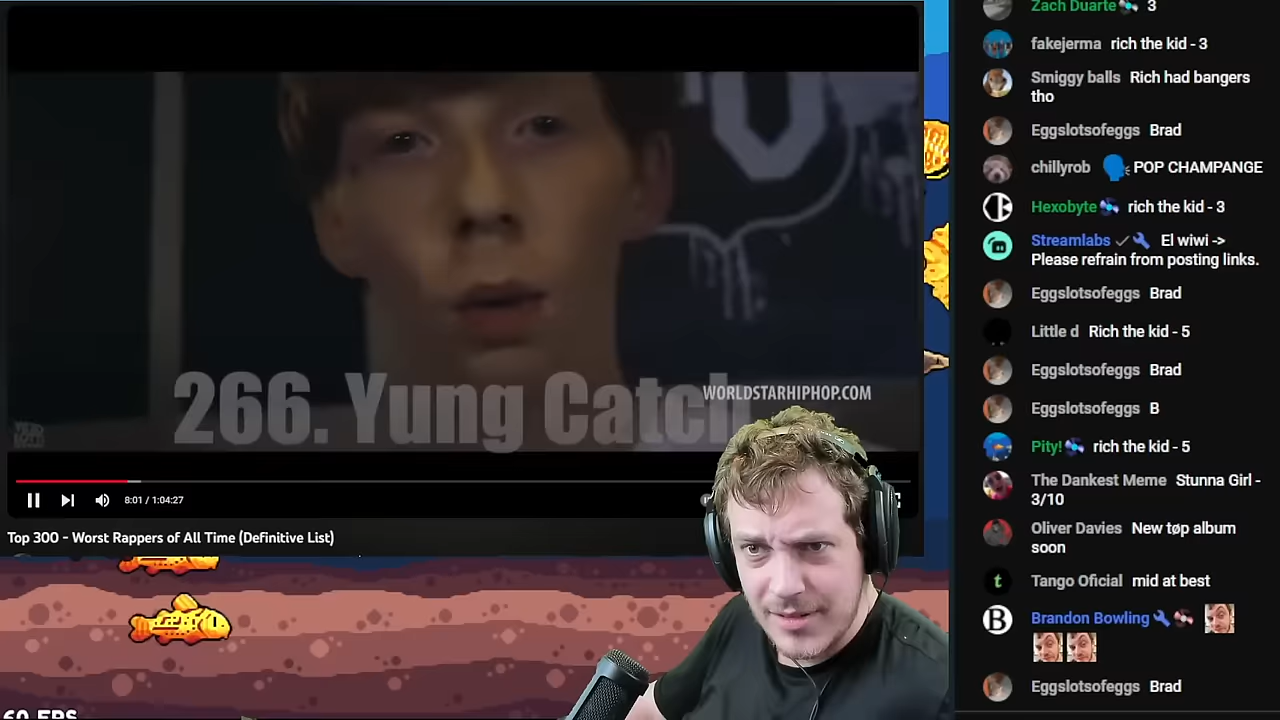 266. Yung Catch
WORLDSTARHIPHOP.COM
8:01 / 1:04:27
Top 300 - Worst Rappers of All Time (Definitive List)
60 FPS
Zach Duarte 3
fakejerma rich the kid - 3
Smiggy balls Rich had bangers
tho
Eggslotsofeggs Brad
chillyrob POP CHAMPANGE
Hexobyte rich the kid - 3
Streamlabs El wiwi ->
Please refrain from posting links.
Eggslotsofeggs Brad
Little d Rich the kid - 5
Eggslotsofeggs Brad
Eggslotsofeggs B
Pity! rich the kid - 5
The Dankest Meme Stunna Girl -
3/10
Oliver Davies New tøp album
soon
t Tango Oficial mid at best
B Brandon Bowling
Eggslotsofeggs Brad